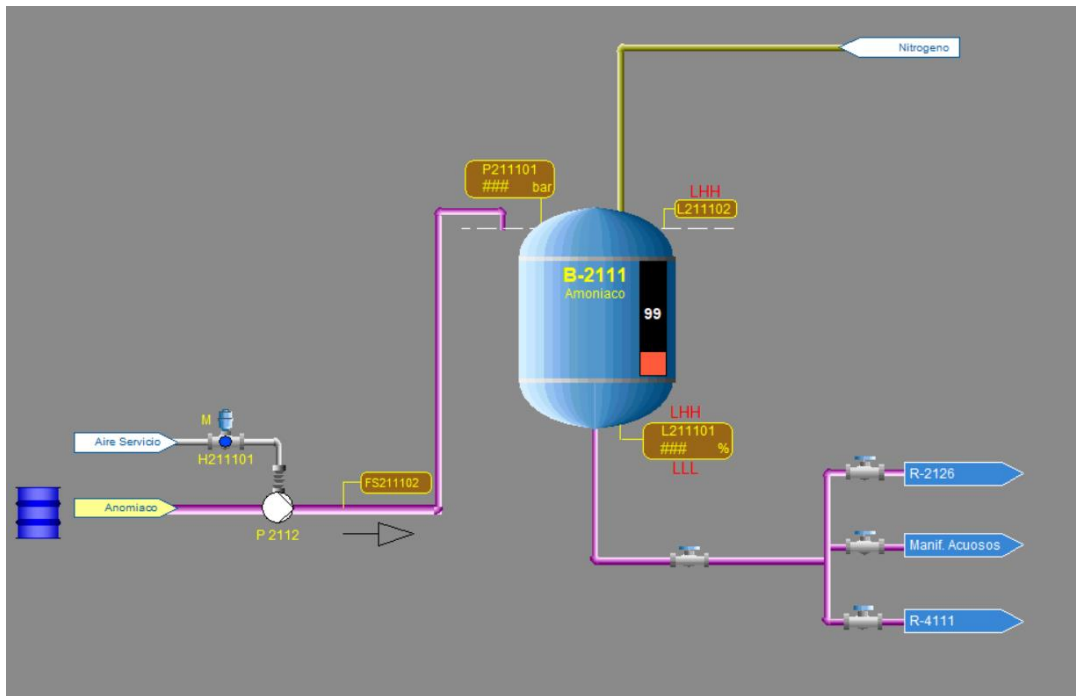 Nitrogeno
P211101
### bar
LHH
L211102
B-2111
Amoniaco
99
LHH
L211101
### %
LLL
M
Aire Servicio
H211101
FS211102
Anomiaco
P 2112
R-2126
Manif. Acuosos
R-4111